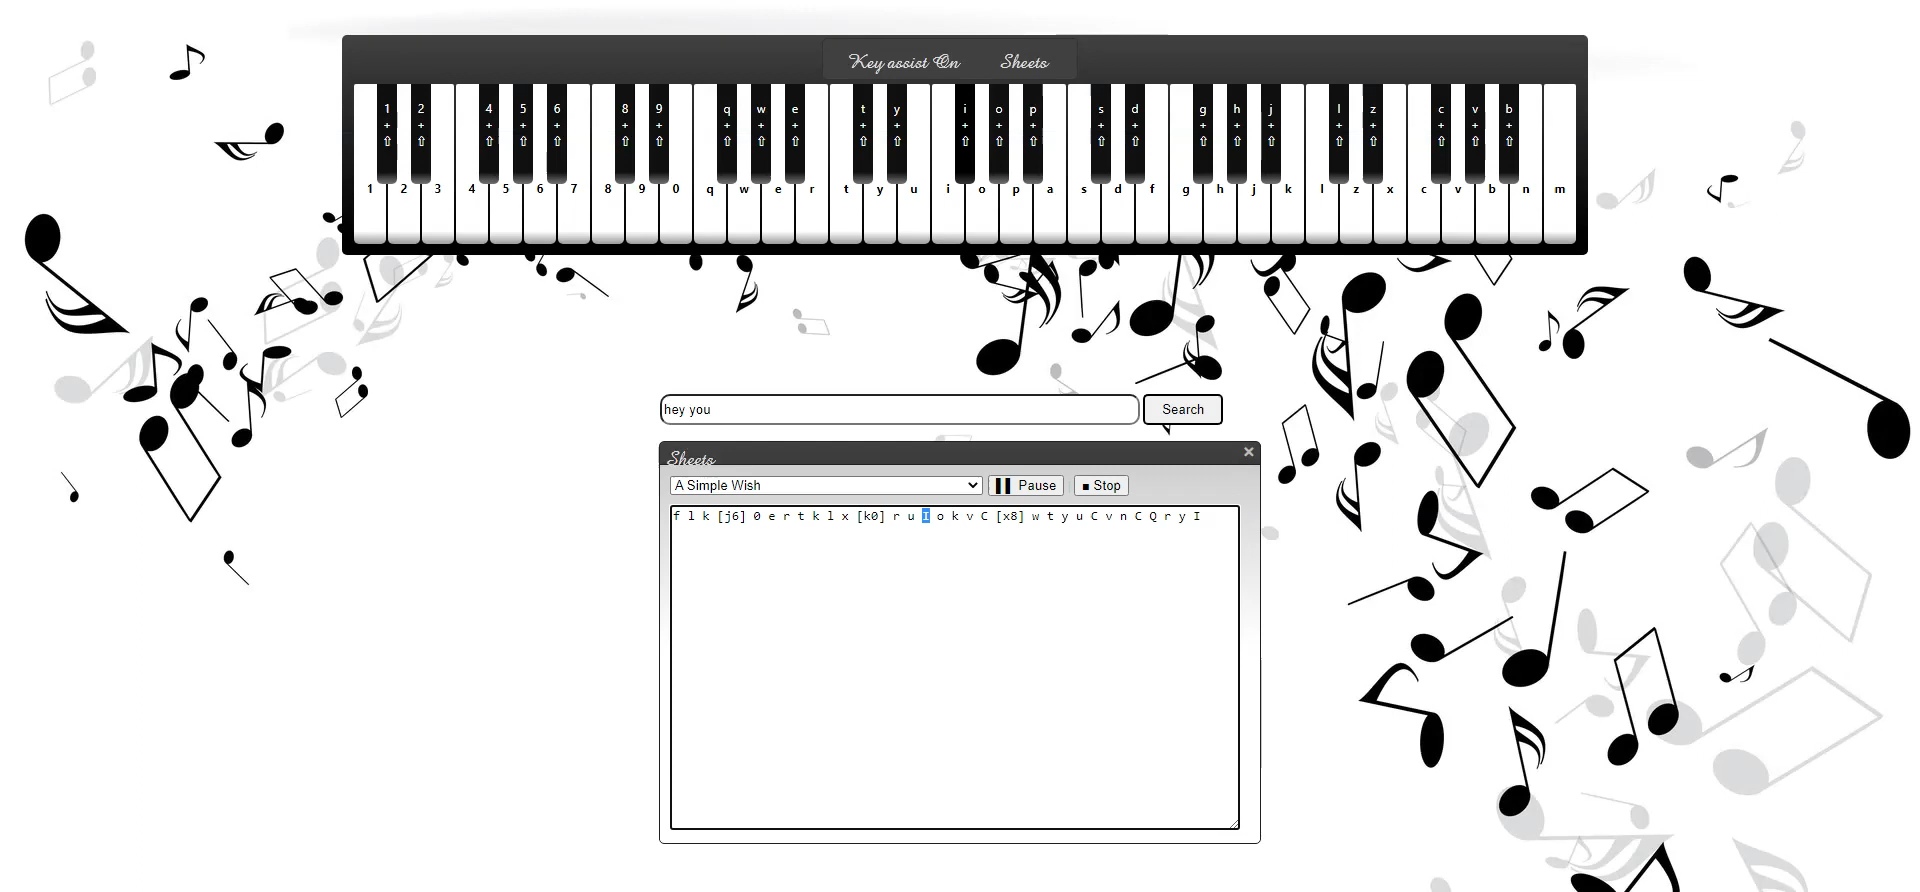 Key assist On Sheets
1 2 4 5 6 8 9 q w e t y i o p s d g h j l z c v b
+ + + + + + + + + + + + + + + + + + + + + + + + +
⇧ ⇧ ⇧ ⇧ ⇧ ⇧ ⇧ ⇧ ⇧ ⇧ ⇧ ⇧ ⇧ ⇧ ⇧ ⇧ ⇧ ⇧ ⇧ ⇧ ⇧ ⇧ ⇧ ⇧ ⇧
1 2 3 4 5 6 7 8 9 0 q w e r t y u i o p a s d f g h j k l z x c v b n m
hey you Search
Sheets ×
A Simple Wish Pause Stop
f l k [j6] 0 e r t k l x [k0] r u I o k v C [x8] w t y u C v n C Q r y I